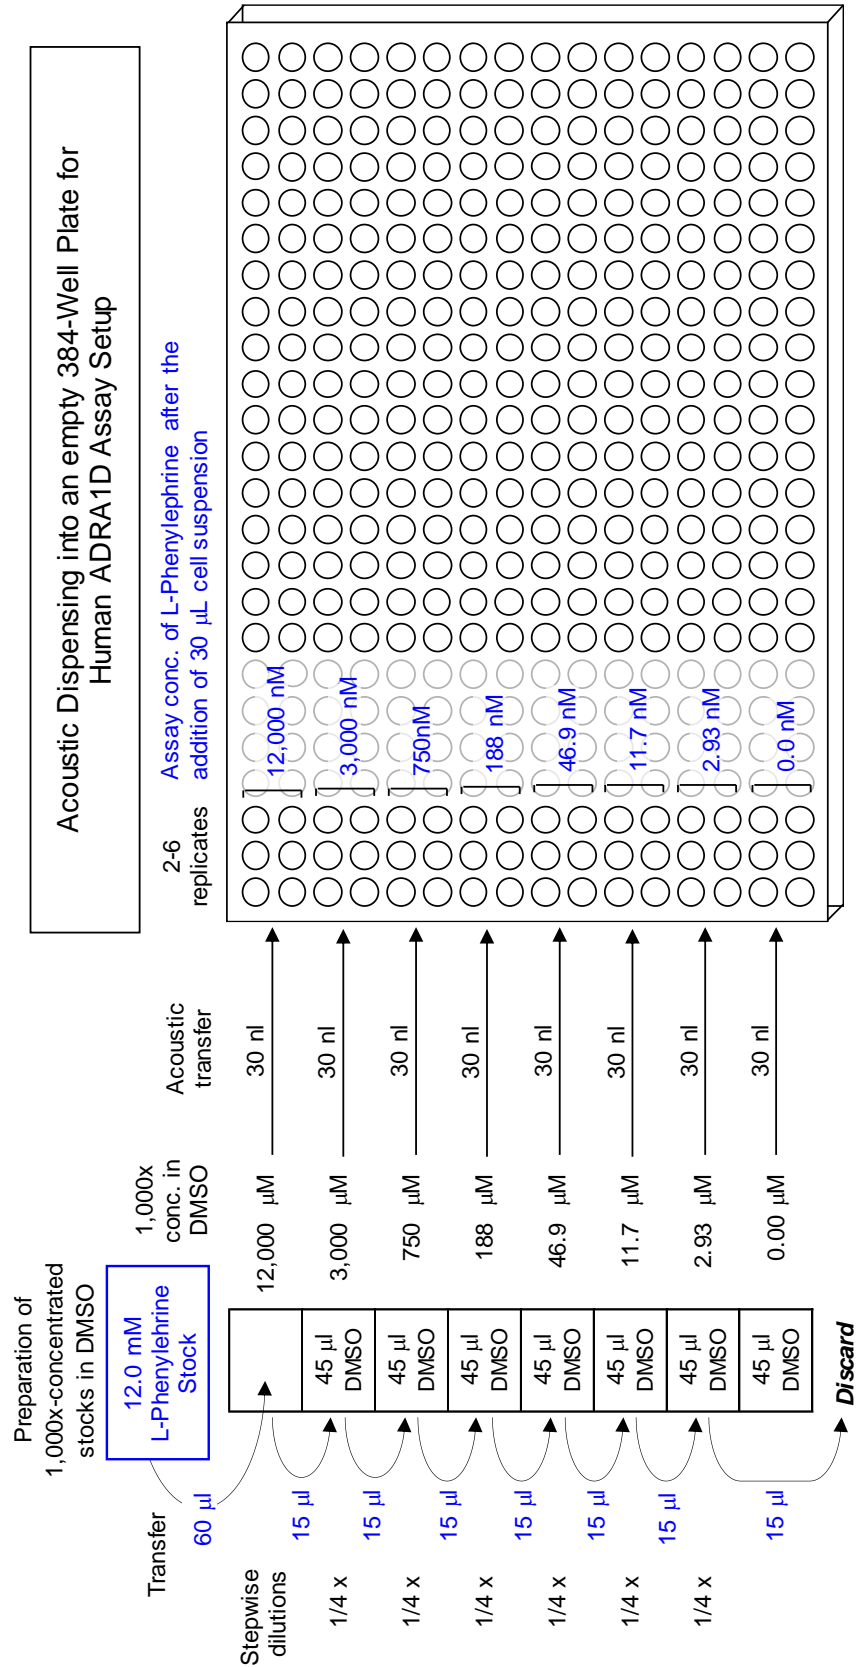 Acoustic Dispensing into an empty 384-Well Plate for
Human ADRA1D Assay Setup
Preparation of
1,000x-concentrated
stocks in DMSO
1,000x
conc. in
DMSO
Acoustic
transfer
2-6
replicates
Assay conc. of L-Phenylephrine after the
addition of 30 µL cell suspension
Transfer
12.0 mM
L-Phenylehrine
Stock
60 µl
Stepwise
dilutions
12,000 µM
30 nl
12,000 nM
15 µl
1/4 x
45 µl
DMSO
3,000 µM
30 nl
3,000 nM
15 µl
1/4 x
45 µl
DMSO
750 µM
30 nl
750nM
15 µl
1/4 x
45 µl
DMSO
188 µM
30 nl
188 nM
15 µl
1/4 x
45 µl
DMSO
46.9 µM
30 nl
46.9 nM
15 µl
1/4 x
45 µl
DMSO
11.7 µM
30 nl
11.7 nM
15 µl
1/4 x
45 µl
DMSO
2.93 µM
30 nl
2.93 nM
15 µl
45 µl
DMSO
0.00 µM
30 nl
0.0 nM
Discard